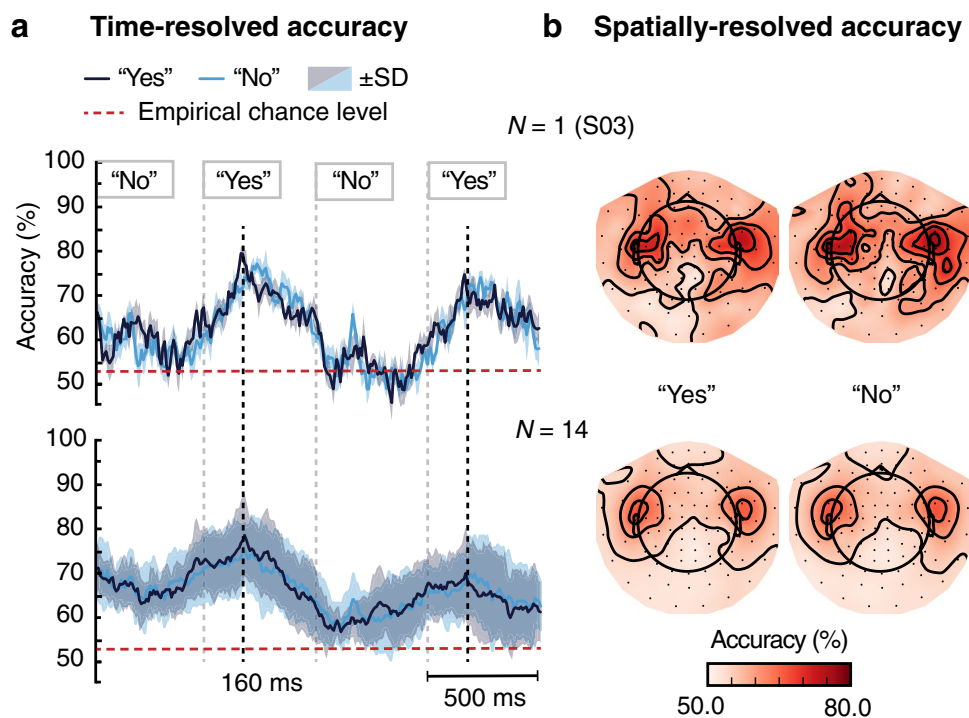 a Time-resolved accuracy
“Yes” “No” ±SD
Empirical chance level
Accuracy (%)
100
90
80
70
60
50
“No” “Yes” “No” “Yes”
100
90
80
70
60
50
160 ms
500 ms
b Spatially-resolved accuracy
N = 1 (S03)
“Yes” “No”
N = 14
Accuracy (%)
50.0 80.0